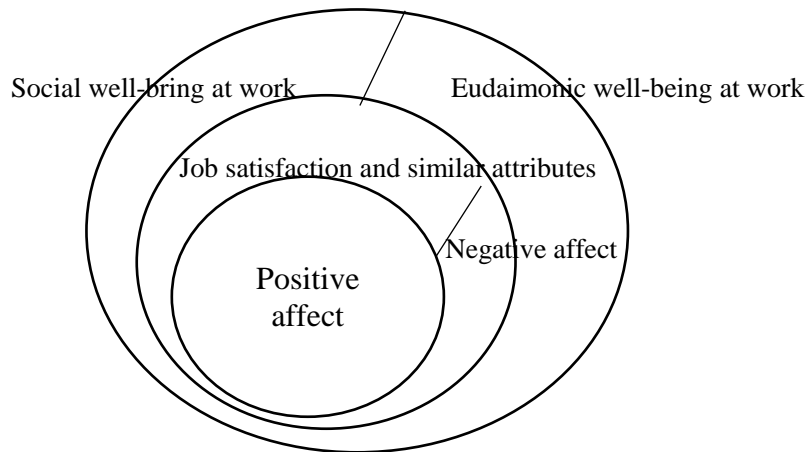 Social well-bring at work
Eudaimonic well-being at work
Job satisfaction and similar attributes
Negative affect
Positive
affect